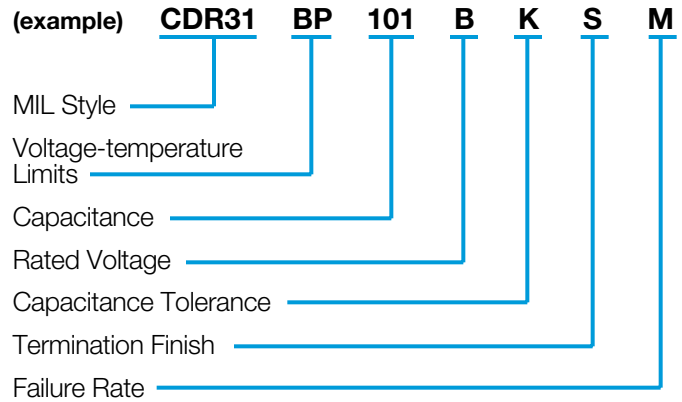 (example) CDR31 BP 101 B K S M
MIL Style
Voltage-temperature
Limits
Capacitance
Rated Voltage
Capacitance Tolerance
Termination Finish
Failure Rate